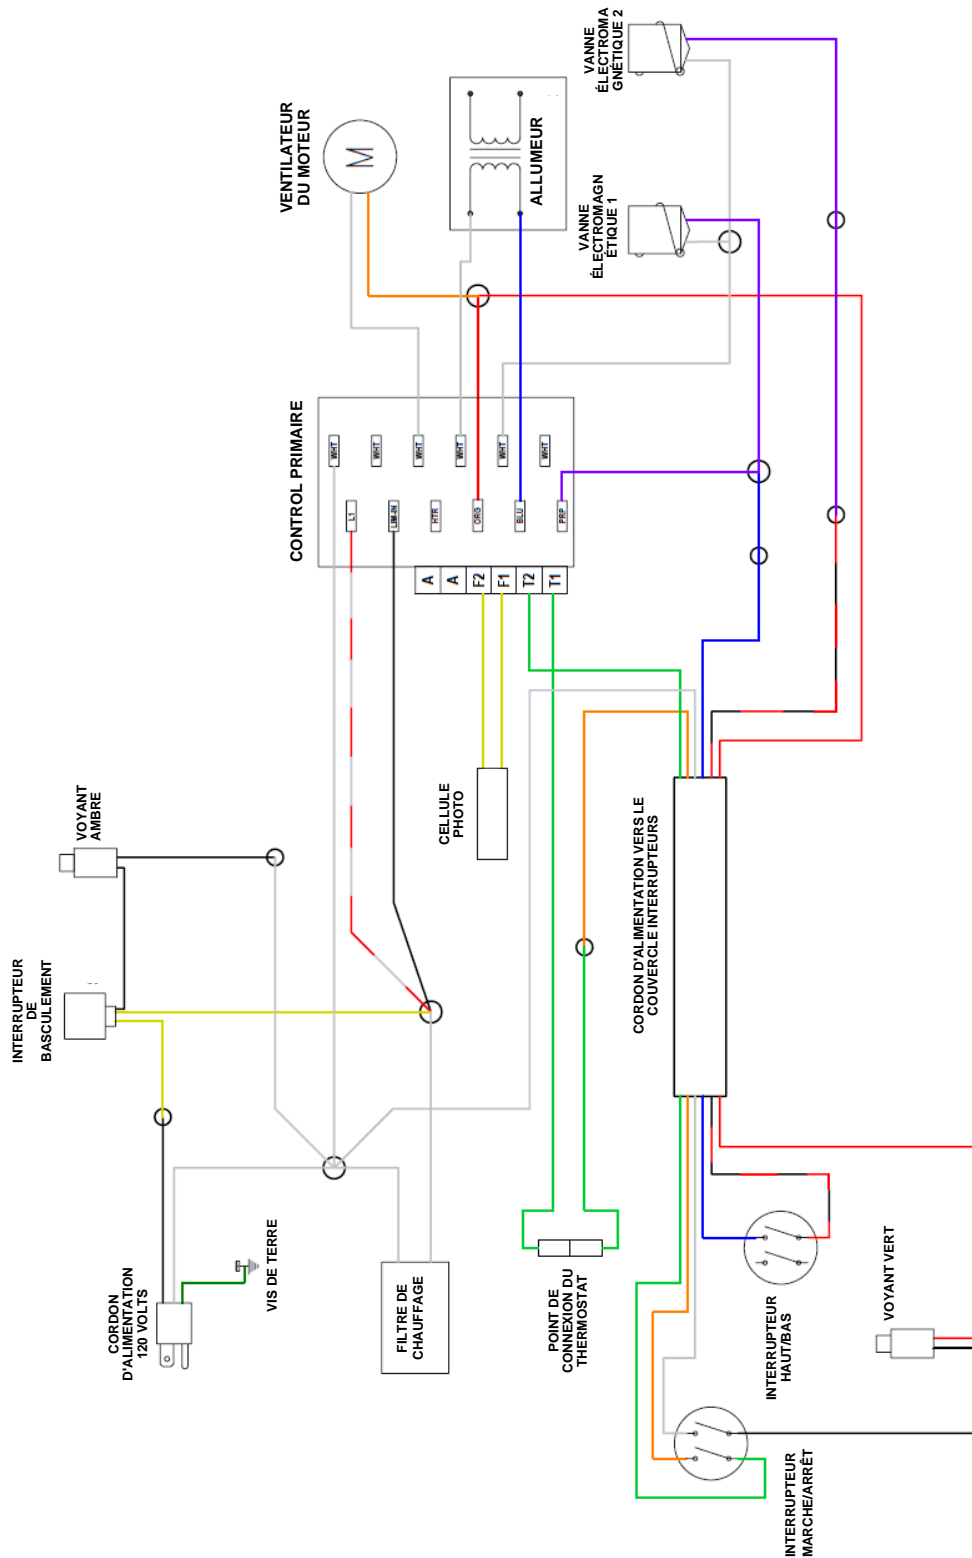 VANNE
ÉLECTROMA
GNÉTIQUE 2
VENTILATEUR
DU MOTEUR
M
ALLUMEUR
VANNE
ÉLECTROMAGN
ÉTIQUE 1
CONTROL PRIMAIRE
WHT
WHT
WHT
WHT
WHT
WHT
L1
LIM-IN
HTR
ORG
BLU
PRP
A
A
F2
F1
T2
T1
VOYANT
AMBRE
CELLULE
PHOTO
INTERRUPTEUR
DE
BASCULEMENT
CORDON D'ALIMENTATION VERS LE
COUVERCLE INTERRUPTEURS
CORDON
D'ALIMENTATION
120 VOLTS
VIS DE TERRE
FILTRE DE
CHAUFFAGE
POINT DE
CONNEXION DU
THERMOSTAT
INTERRUPTEUR
HAUT/BAS
VOYANT VERT
INTERRUPTEUR
MARCHE/ARRÊT